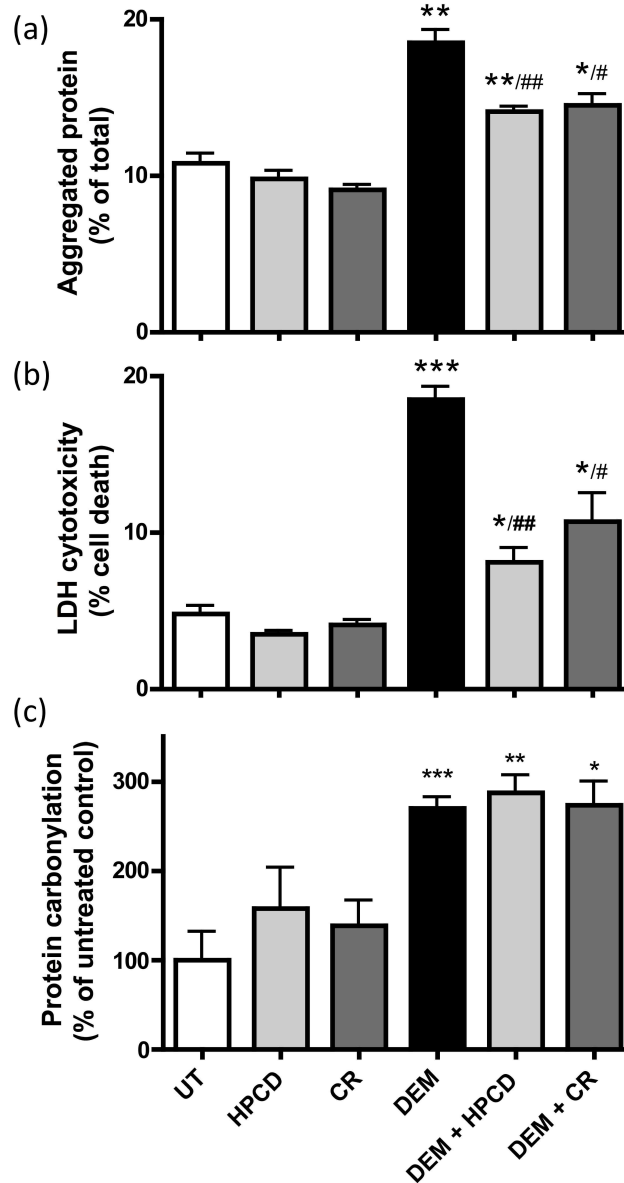 (a)
Aggregated protein
(% of total)
20
10
0
**
**/##
*/#
(b)
LDH cytotoxicity
(% cell death)
20
10
0
***
*/##
*/#
(c)
Protein carbonylation
(% of untreated control)
300
200
100
0
***
**
*
UT
HPCD
CR
DEM
DEM + HPCD
DEM + CR